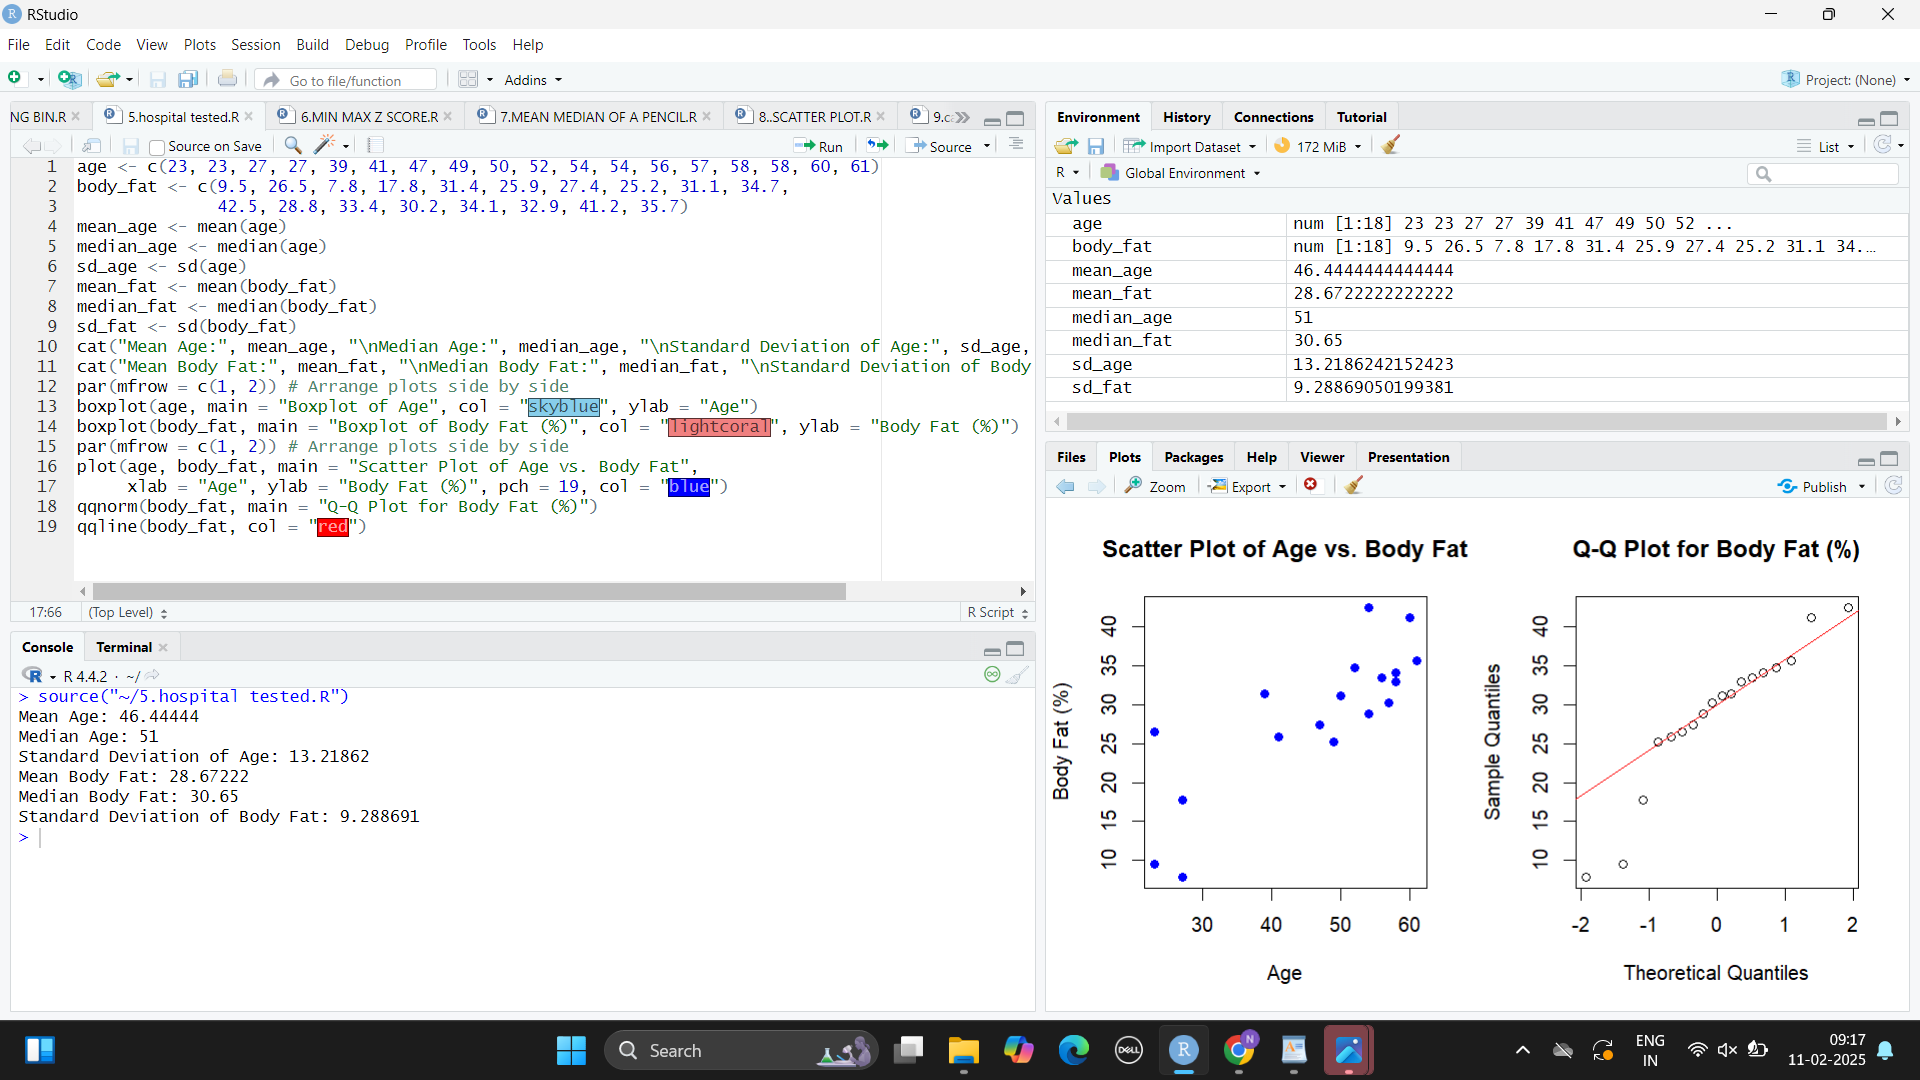 RStudio
File Edit Code View Plots Session Build Debug Profile Tools Help
Go to file/function Addins Project: (None)
NG BIN.R 5.hospital tested.R 6.MIN MAX Z SCORE.R 7.MEAN MEDIAN OF A PENCIL.R 8..SCATTER PLOT.R
Source on Save Run Source
1 age <- c(23, 23, 27, 27, 39, 41, 47, 49, 50, 52, 54, 54, 56, 57, 58, 58, 60, 61)
2 body_fat <- c(9.5, 26.5, 7.8, 17.8, 31.4, 25.9, 27.4, 25.2, 31.1, 34.7,
3 42.5, 28.8, 33.4, 30.2, 34.1, 32.9, 41.2, 35.7)
4 mean_age <- mean(age)
5 median_age <- median(age)
6 sd_age <- sd(age)
7 mean_fat <- mean(body_fat)
8 median_fat <- median(body_fat)
9 sd_fat <- sd(body_fat)
10 cat("Mean Age:", mean_age, "\nMedian Age:", median_age, "\nStandard Deviation of Age:", sd_age,
11 cat("Mean Body Fat:", mean_fat, "\nMedian Body Fat:", median_fat, "\nStandard Deviation of Body
12 par(mfrow = c(1, 2)) # Arrange plots side by side
13 boxplot(age, main = "Boxplot of Age", col = "skyblue", ylab = "Age")
14 boxplot(body_fat, main = "Boxplot of Body Fat (%)", col = "lightcoral", ylab = "Body Fat (%)")
15 par(mfrow = c(1, 2)) # Arrange plots side by side
16 plot(age, body_fat, main = "Scatter Plot of Age vs. Body Fat",
17 xlab = "Age", ylab = "Body Fat (%)", pch = 19, col = "blue")
18 qqnorm(body_fat, main = "Q-Q Plot for Body Fat (%)")
19 qqline(body_fat, col = "red")
17:66 (Top Level) R Script
Console Terminal
R 4.4.2 · ~/
> source("~/5.hospital tested.R")
Mean Age: 46.44444
Median Age: 51
Standard Deviation of Age: 13.21862
Mean Body Fat: 28.67222
Median Body Fat: 30.65
Standard Deviation of Body Fat: 9.288691
>
Environment History Connections Tutorial
Import Dataset 172 MiB List
R Global Environment
Values
age num [1:18] 23 23 27 27 39 41 47 49 50 52 ...
body_fat num [1:18] 9.5 26.5 7.8 17.8 31.4 25.9 27.4 25.2 31.1 34.…
mean_age 46.4444444444444
mean_fat 28.6722222222222
median_age 51
median_fat 30.65
sd_age 13.2186242152423
sd_fat 9.28869050199381
Files Plots Packages Help Viewer Presentation
Zoom Export Publish
Scatter Plot of Age vs. Body Fat
Body Fat (%)
40
35
30
25
20
15
10
30 40 50 60
Age
Q-Q Plot for Body Fat (%)
Sample Quantiles
40
35
30
25
20
15
10
-2 -1 0 1 2
Theoretical Quantiles
Search
DELL
N
ENG
IN
09:17
11-02-2025